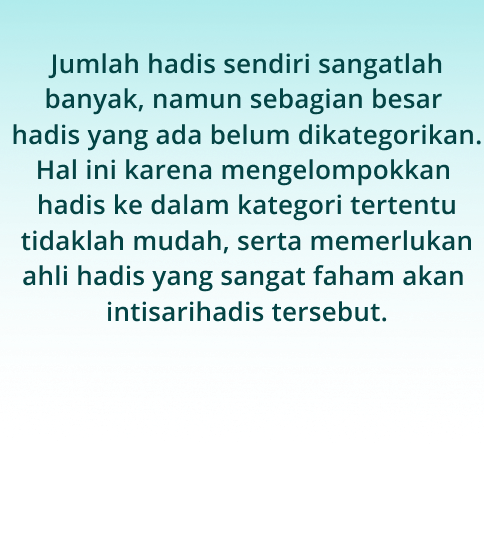 Jumlah hadis sendiri sangatlah
banyak, namun sebagian besar
hadis yang ada belum dikategorikan.
Hal ini karena mengelompokkan
hadis ke dalam kategori tertentu
tidaklah mudah, serta memerlukan
ahli hadis yang sangat faham akan
intisarihadis tersebut.